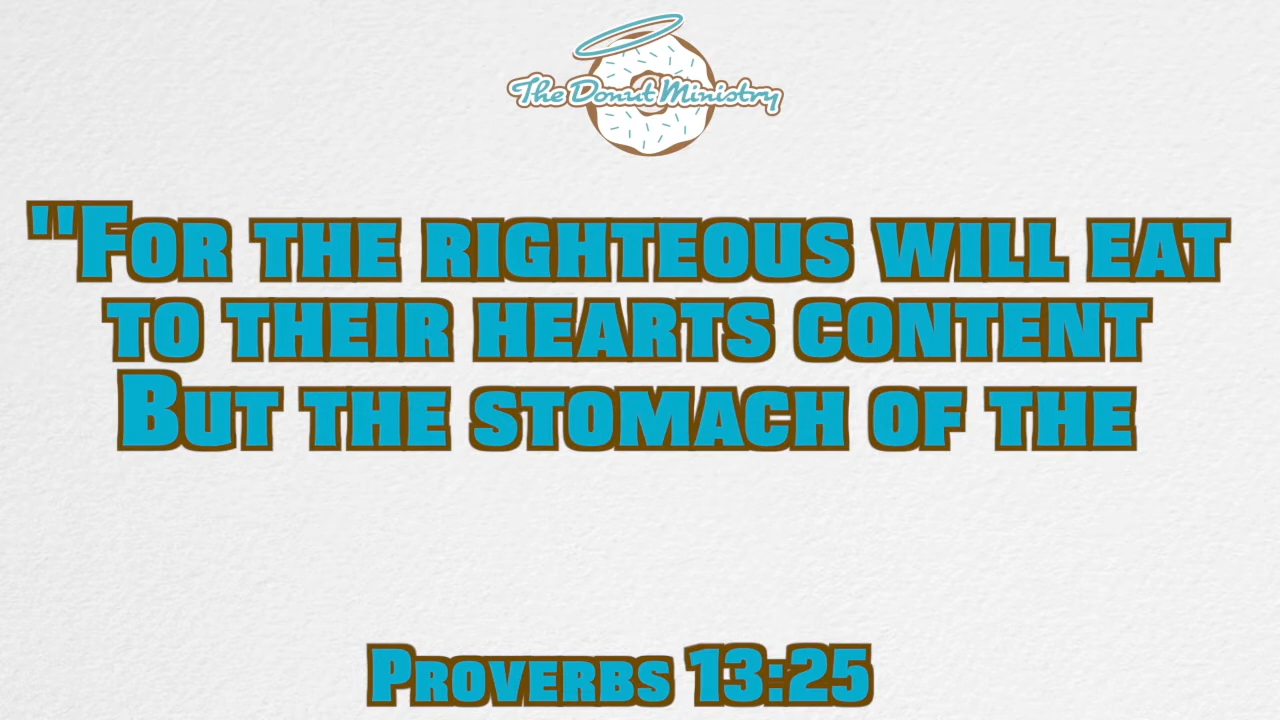 The Donut Ministry
"For the righteous will eat
to their hearts content
But the stomach of the
Proverbs 13:25